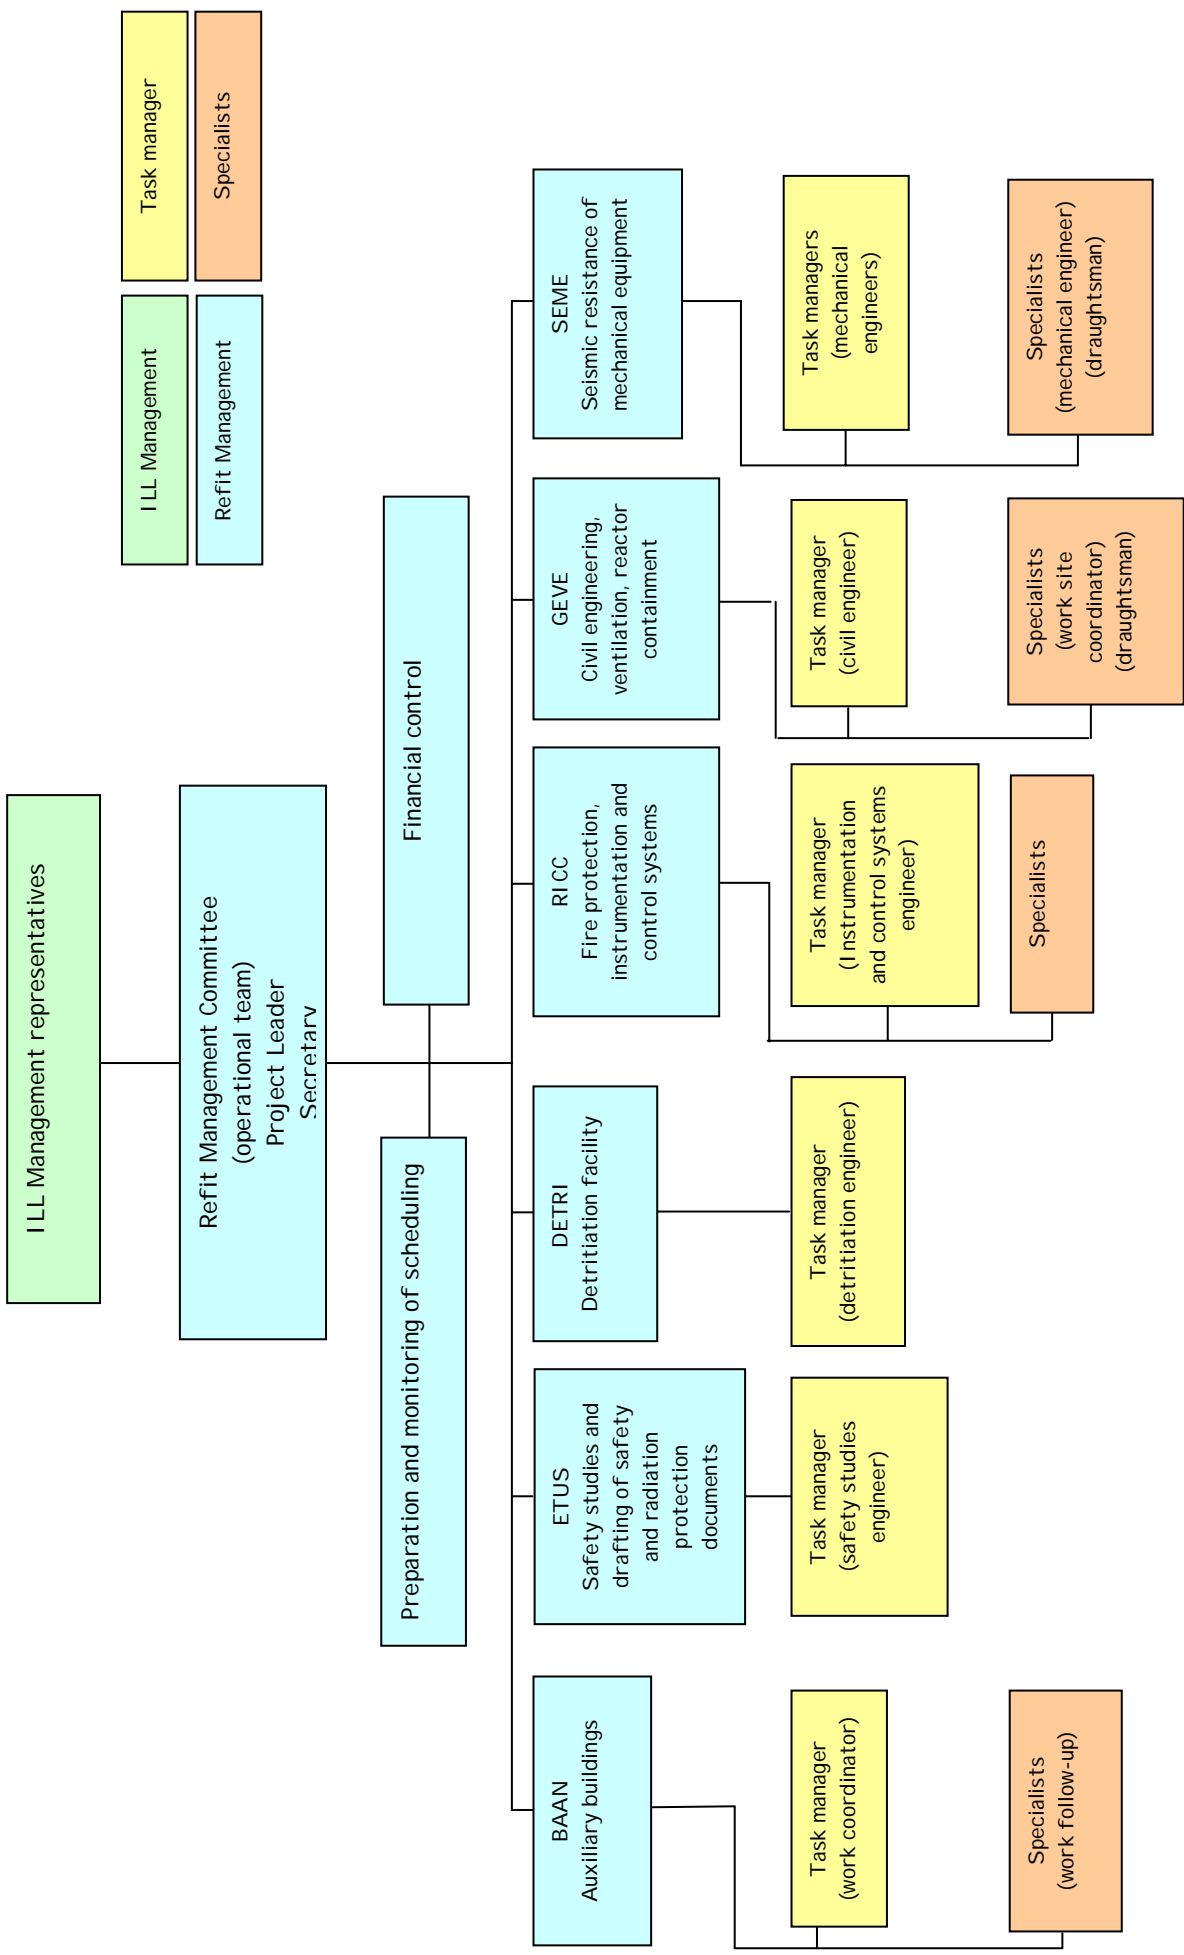 ILL Management representatives
Refit Management Committee
(operational team)
Project Leader
Secretary
Preparation and monitoring of scheduling
Financial control
BAAN
Auxiliary buildings
ETUS
Safety studies and
drafting of safety
and radiation
protection
documents
DETRI
Detritiation facility
RICC
Fire protection,
instrumentation and
control systems
GEVE
Civil engineering,
ventilation, reactor
containment
SEME
Seismic resistance of
mechanical equipment
Task manager
(work coordinator)
Task manager
(safety studies
engineer)
Task manager
(detritiation engineer)
Task manager
(Instrumentation
and control systems
engineer)
Task manager
(civil engineer)
Task managers
(mechanical
engineers)
Specialists
(work follow-up)
Specialists
Specialists
(work site
coordinator)
(draughtsman)
Specialists
(mechanical engineer)
(draughtsman)
ILL Management
Task manager
Refit Management
Specialists